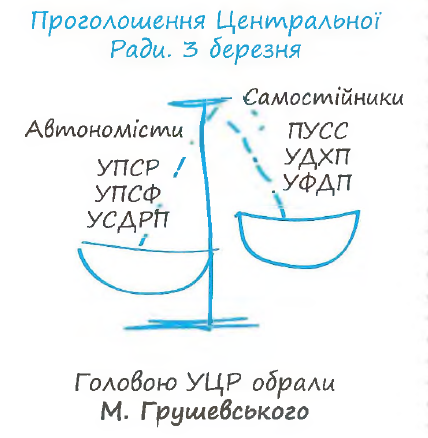 Проголошення Центральної
Ради. 3 березня
Самостійники
ПУСС
УДХП
УФДП
Автономісти
УПСР
УПСФ
УСДРП
Головою УЦР обрали
М. Грушевського